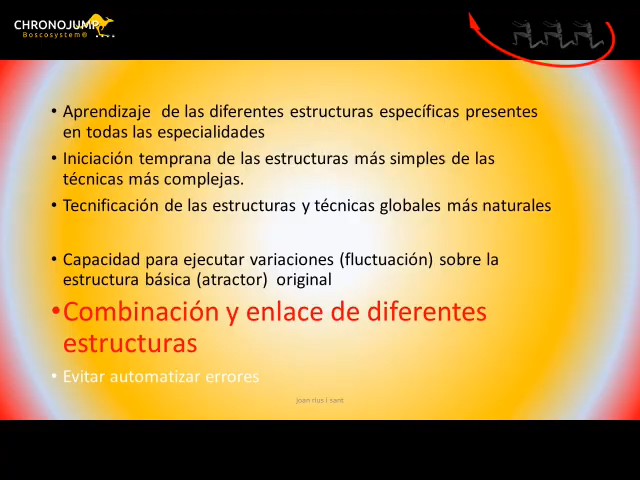 CHRONOJUMP
Boscosystem®
• Aprendizaje de las diferentes estructuras específicas presentes
en todas las especialidades
• Iniciación temprana de las estructuras más simples de las
técnicas más complejas.
• Tecnificación de las estructuras y técnicas globales más naturales
• Capacidad para ejecutar variaciones (fluctuación) sobre la
estructura básica (atractor) original
•Combinación y enlace de diferentes
estructuras
• Evitar automatizar errores
joan rius i sant